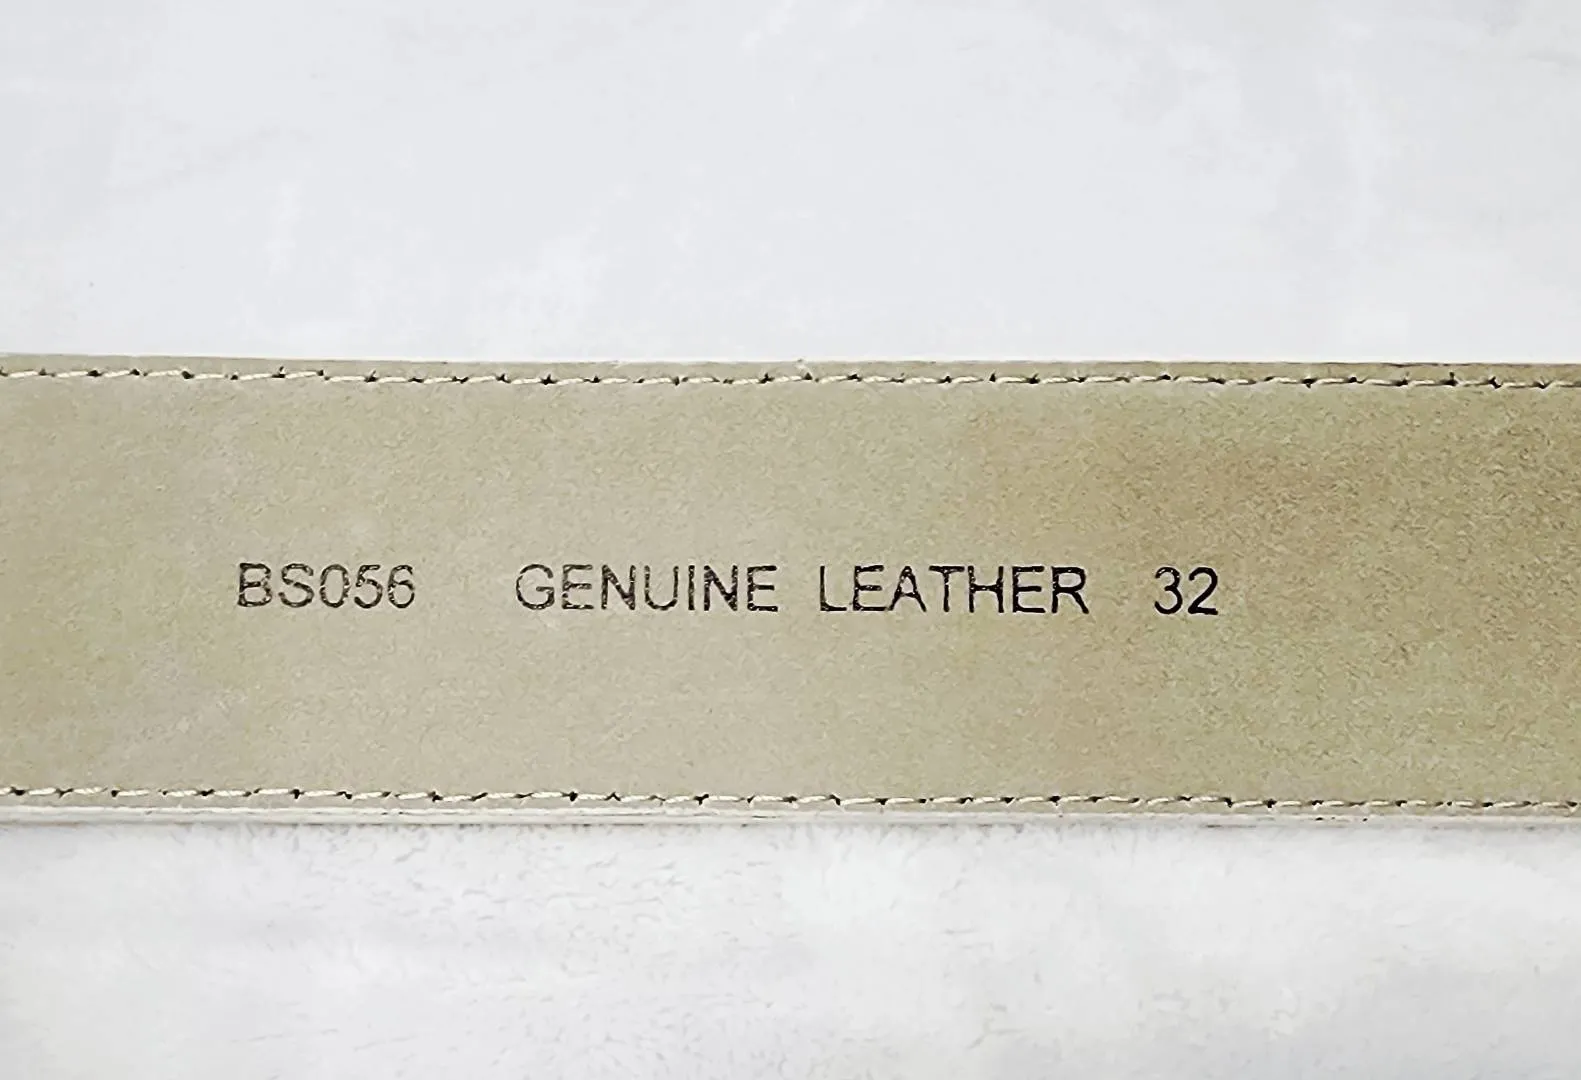 BS056 GENUINE LEATHER 32